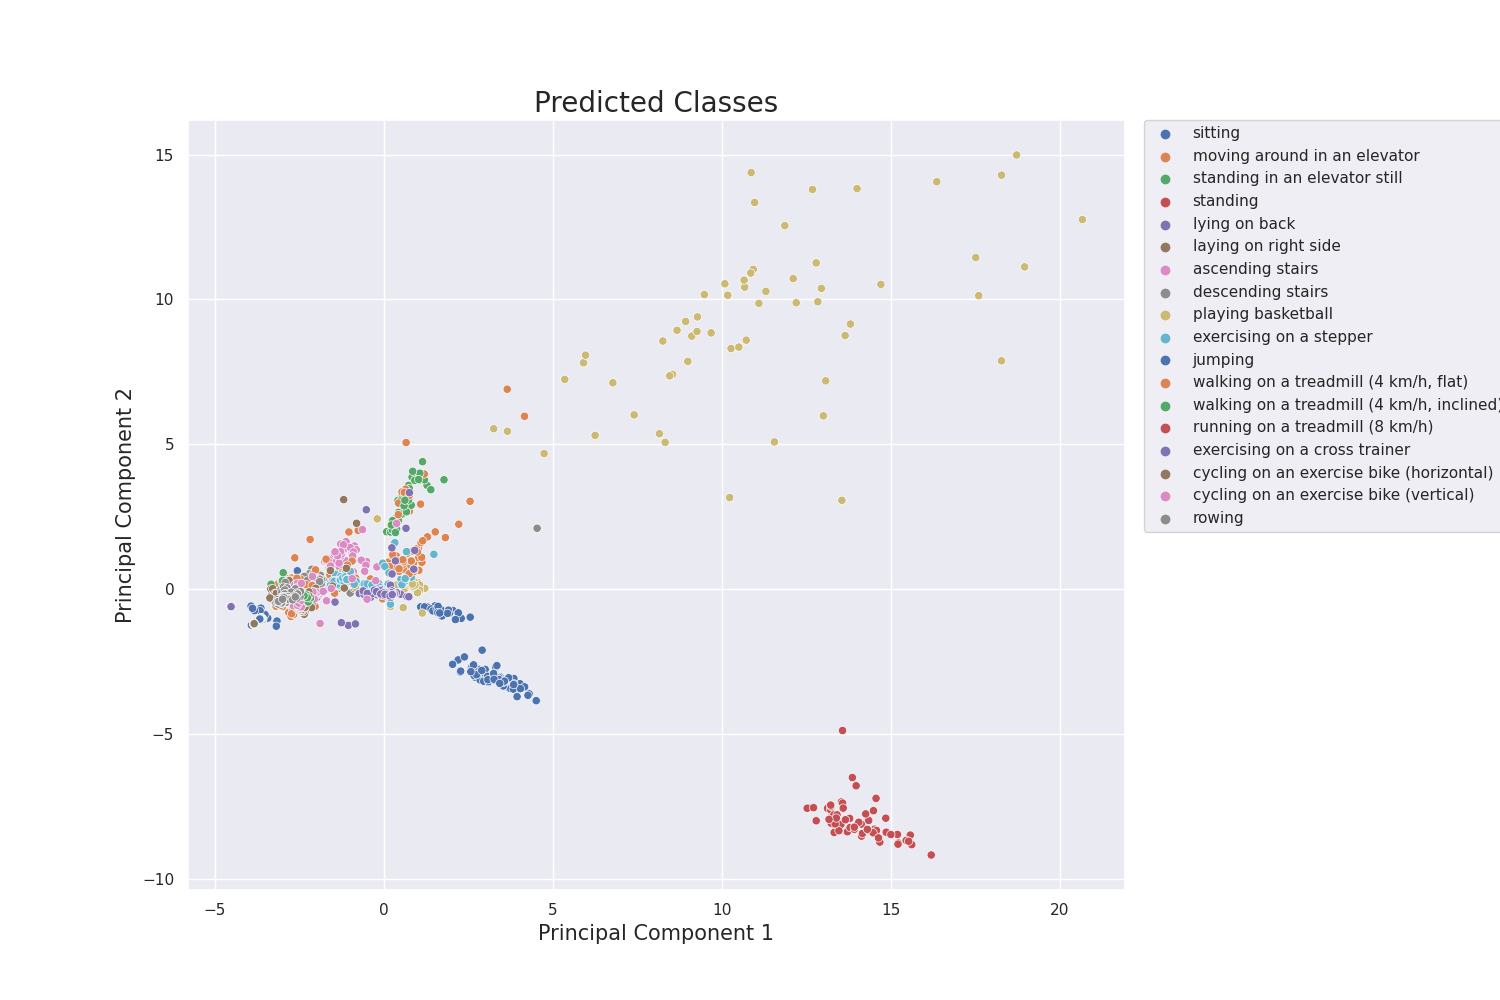 Predicted Classes
15
10
5
0
−5
−10
Principal Component 2
−5
0
5
10
15
20
Principal Component 1
sitting
moving around in an elevator
standing in an elevator still
standing
lying on back
laying on right side
ascending stairs
descending stairs
playing basketball
exercising on a stepper
jumping
walking on a treadmill (4 km/h, flat)
walking on a treadmill (4 km/h, inclined)
running on a treadmill (8 km/h)
exercising on a cross trainer
cycling on an exercise bike (horizontal)
cycling on an exercise bike (vertical)
rowing